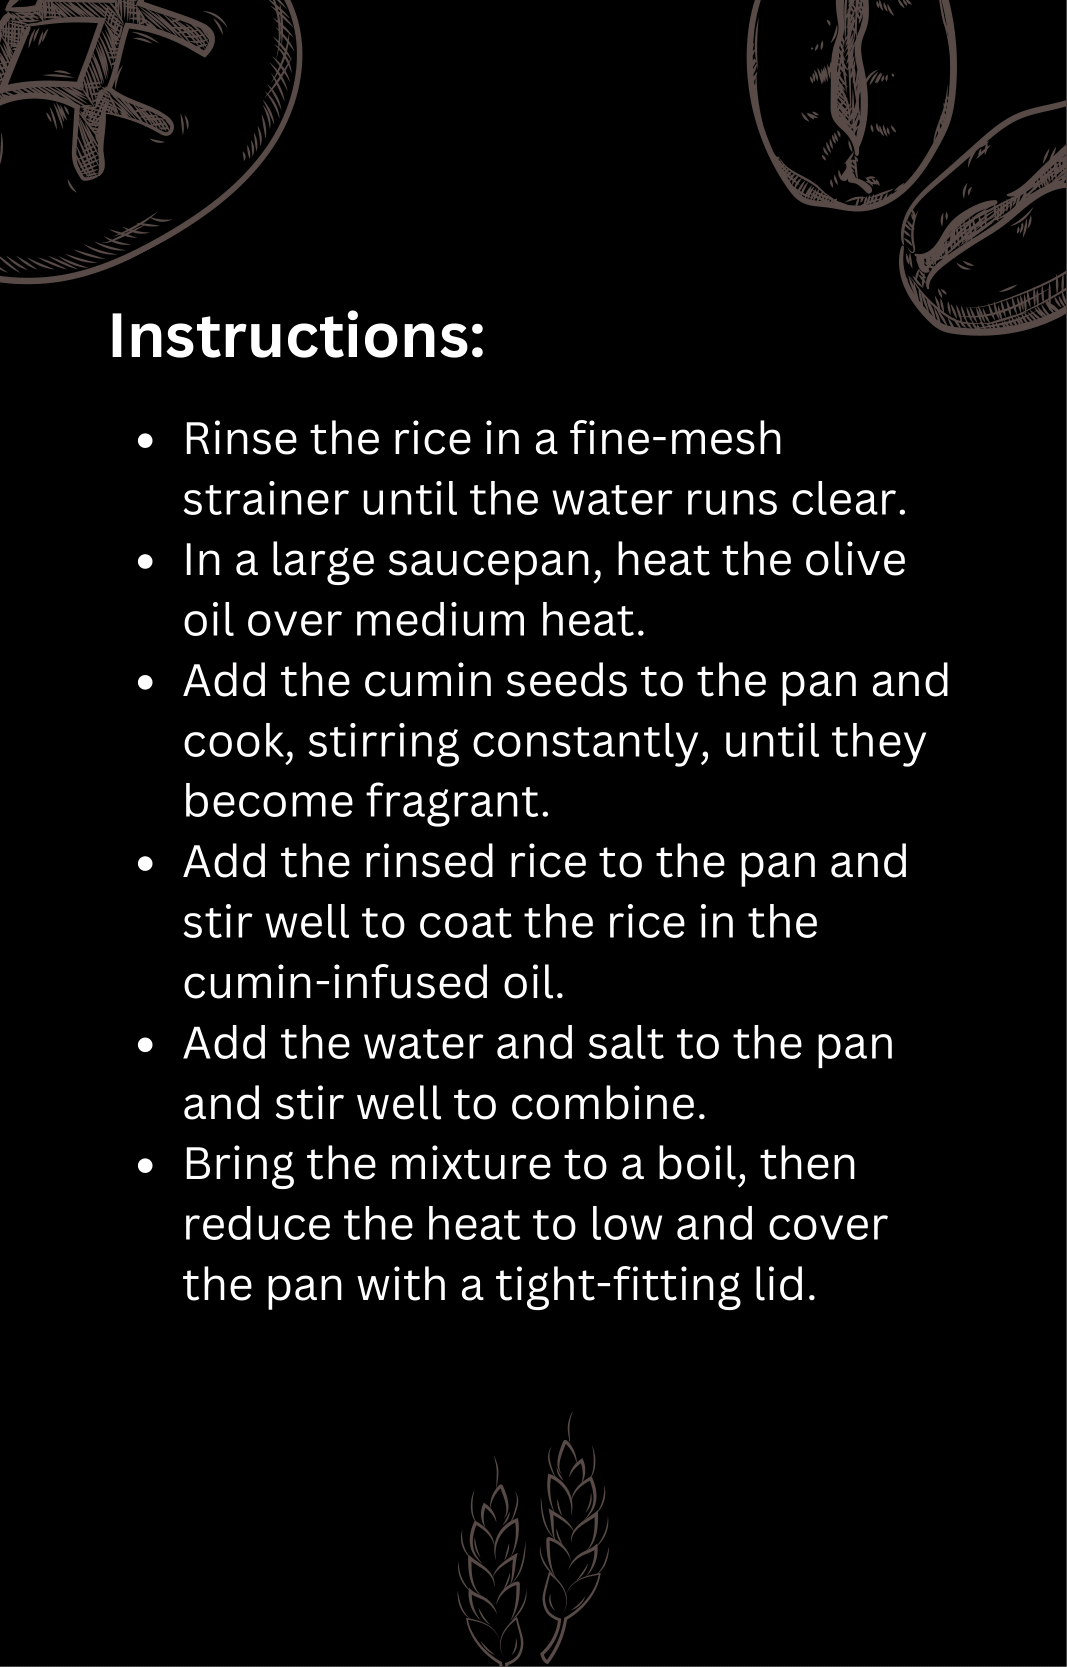 Instructions:
• Rinse the rice in a fine-mesh
strainer until the water runs clear.
• In a large saucepan, heat the olive
oil over medium heat.
• Add the cumin seeds to the pan and
cook, stirring constantly, until they
become fragrant.
• Add the rinsed rice to the pan and
stir well to coat the rice in the
cumin-infused oil.
• Add the water and salt to the pan
and stir well to combine.
• Bring the mixture to a boil, then
reduce the heat to low and cover
the pan with a tight-fitting lid.